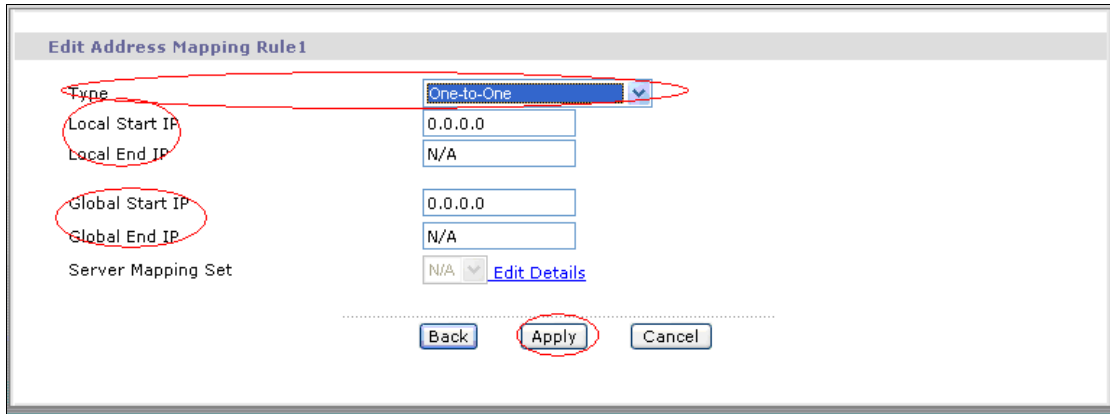 Edit Address Mapping Rule1
Type One-to-One
Local Start IP 0.0.0.0
Local End IP N/A
Global Start IP 0.0.0.0
Global End IP N/A
Server Mapping Set N/A Edit Details
Back Apply Cancel